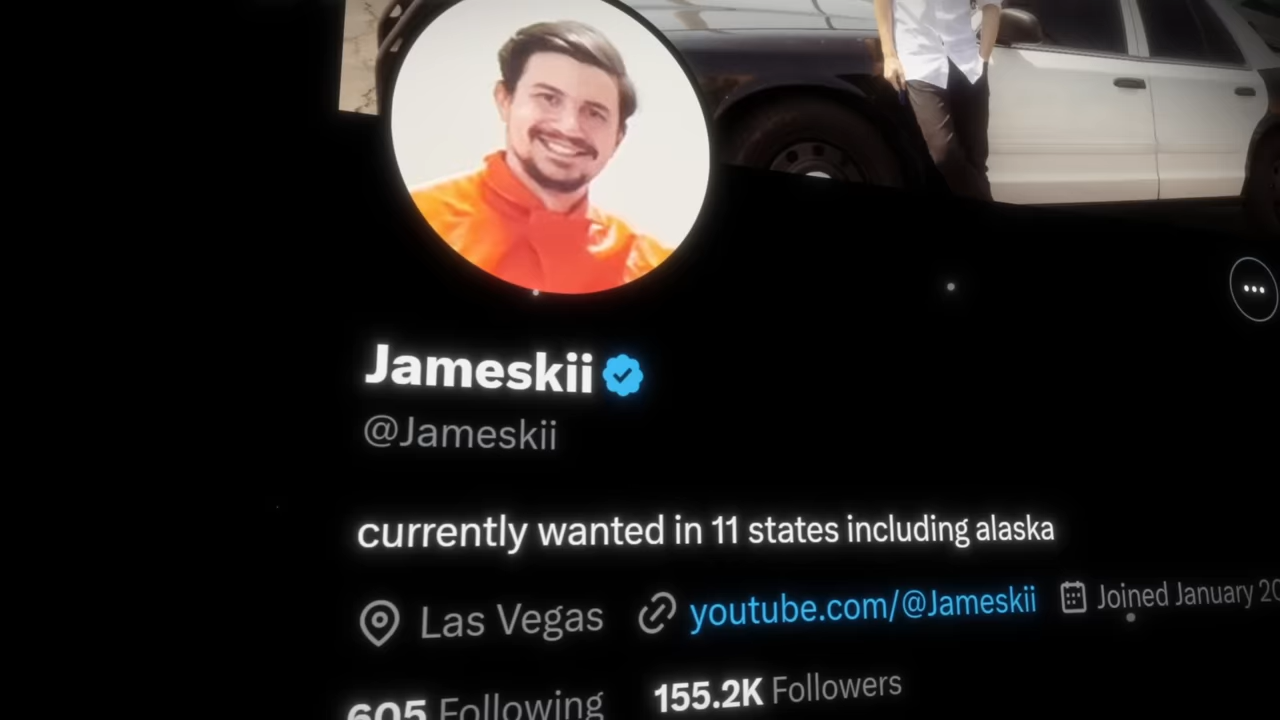 Jameskii
@Jameskii
currently wanted in 11 states including alaska
Las Vegas youtube.com/@Jameskii Joined January
605 Following 155.2K Followers